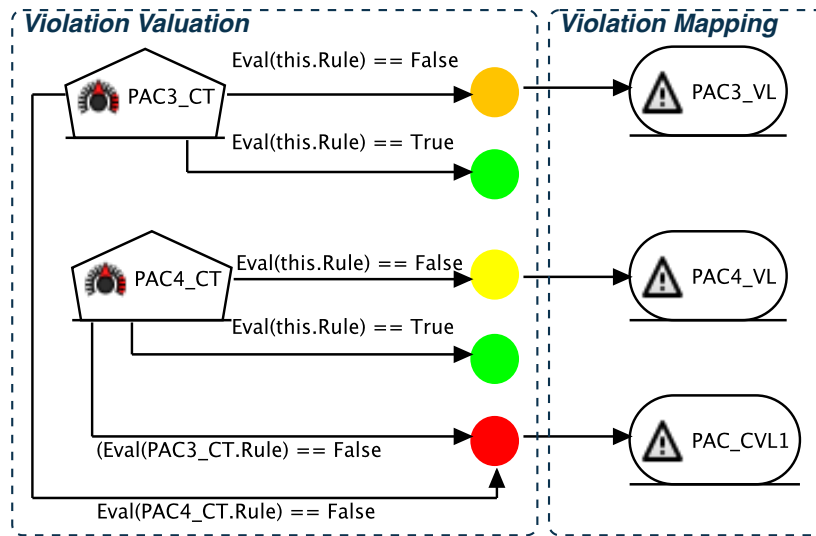 Violation Valuation
Violation Mapping
Eval(this.Rule) == False
PAC3_CT
PAC3_VL
Eval(this.Rule) == True
Eval(this.Rule) == False
PAC4_CT
PAC4_VL
Eval(this.Rule) == True
(Eval(PAC3_CT.Rule) == False
PAC_CVL1
Eval(PAC4_CT.Rule) == False